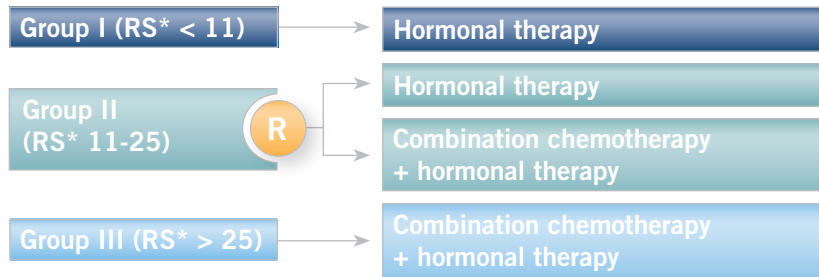 Group I (RS* < 11)
Hormonal therapy
Group II
(RS* 11-25)
R
Hormonal therapy
Combination chemotherapy
+ hormonal therapy
Group III (RS* > 25)
Combination chemotherapy
+ hormonal therapy